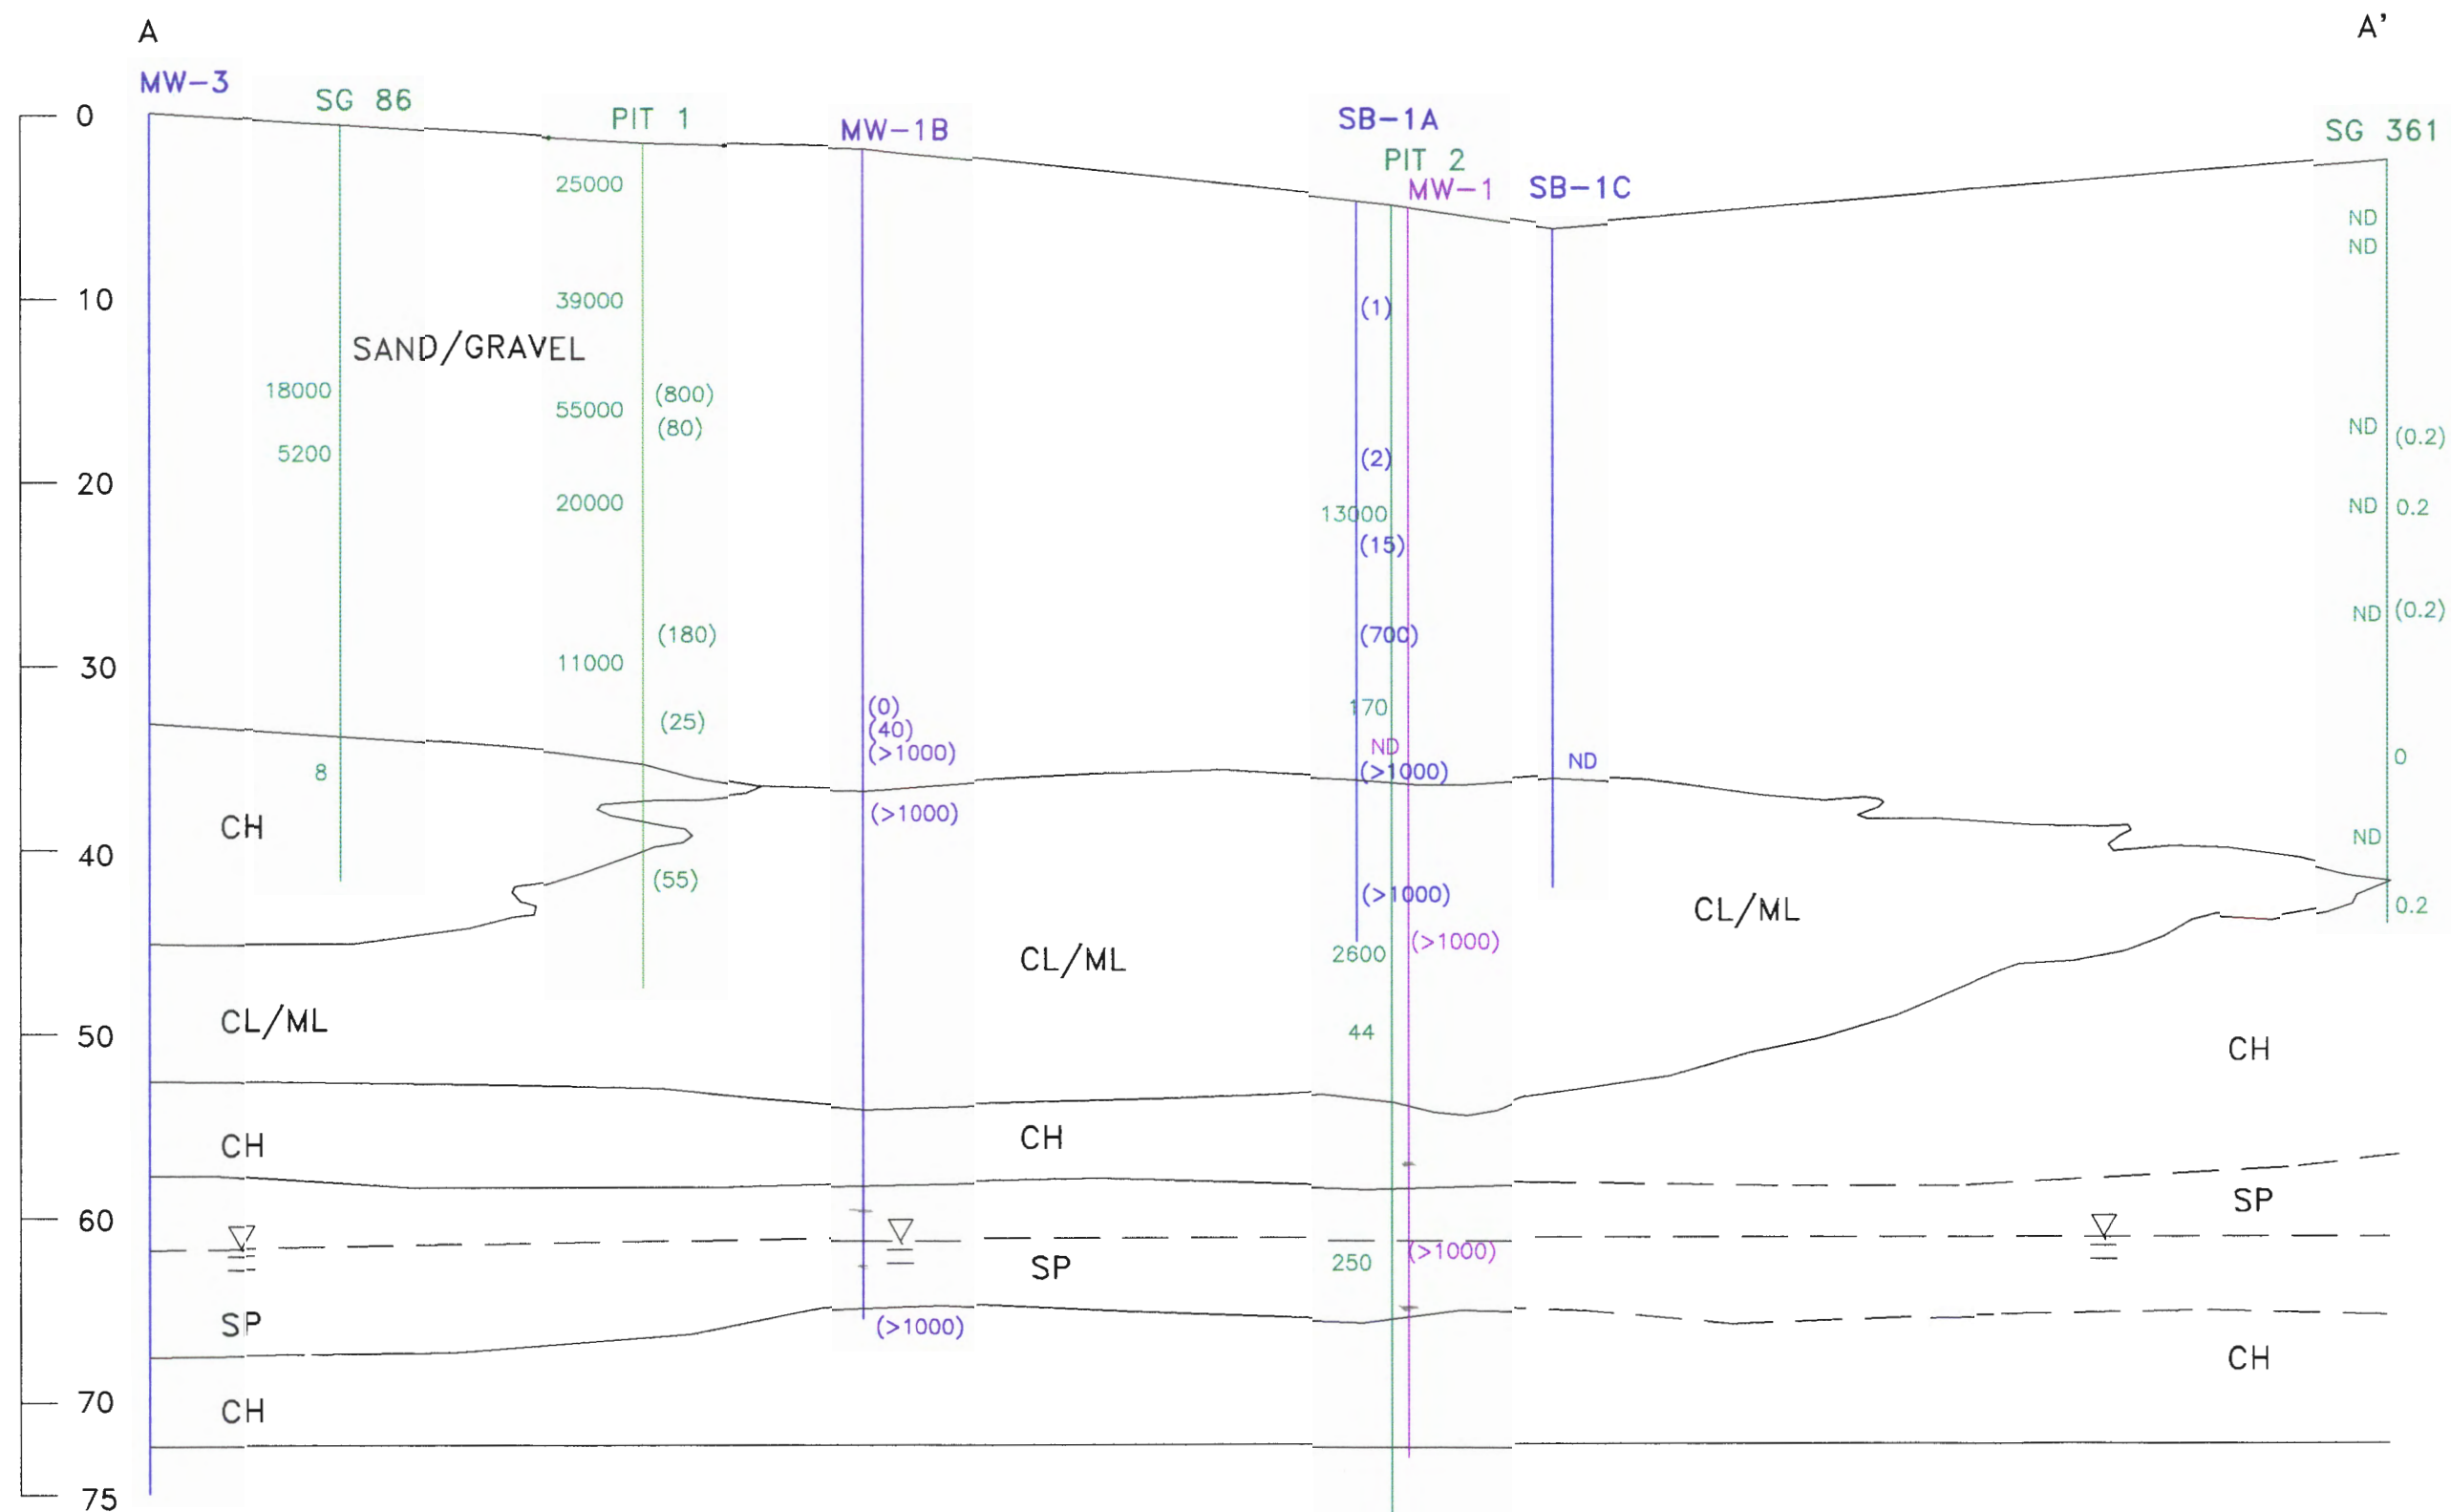 A
A'
MW-3
SG 86
PIT 1
MW-1B
SB-1A
PIT 2
MW-1
SB-1C
SG 361
0
10
20
30
40
50
60
70
75
SAND/GRAVEL
18000
5200
8
25000
39000
55000
20000
11000
(800)
(80)
(180)
(25)
(55)
(0)
(40)
(>1000)
(>1000)
(>1000)
(1)
(2)
(15)
(700)
(>1000)
(>1000)
13000
170
2600
44
250
ND
(>1000)
(>1000)
ND
ND
ND
ND
(0.2)
ND
0.2
ND
(0.2)
0
ND
0.2
CH
CL/ML
CH
SP
CH
CL/ML
CH
SP
CL/ML
CH
SP
CH